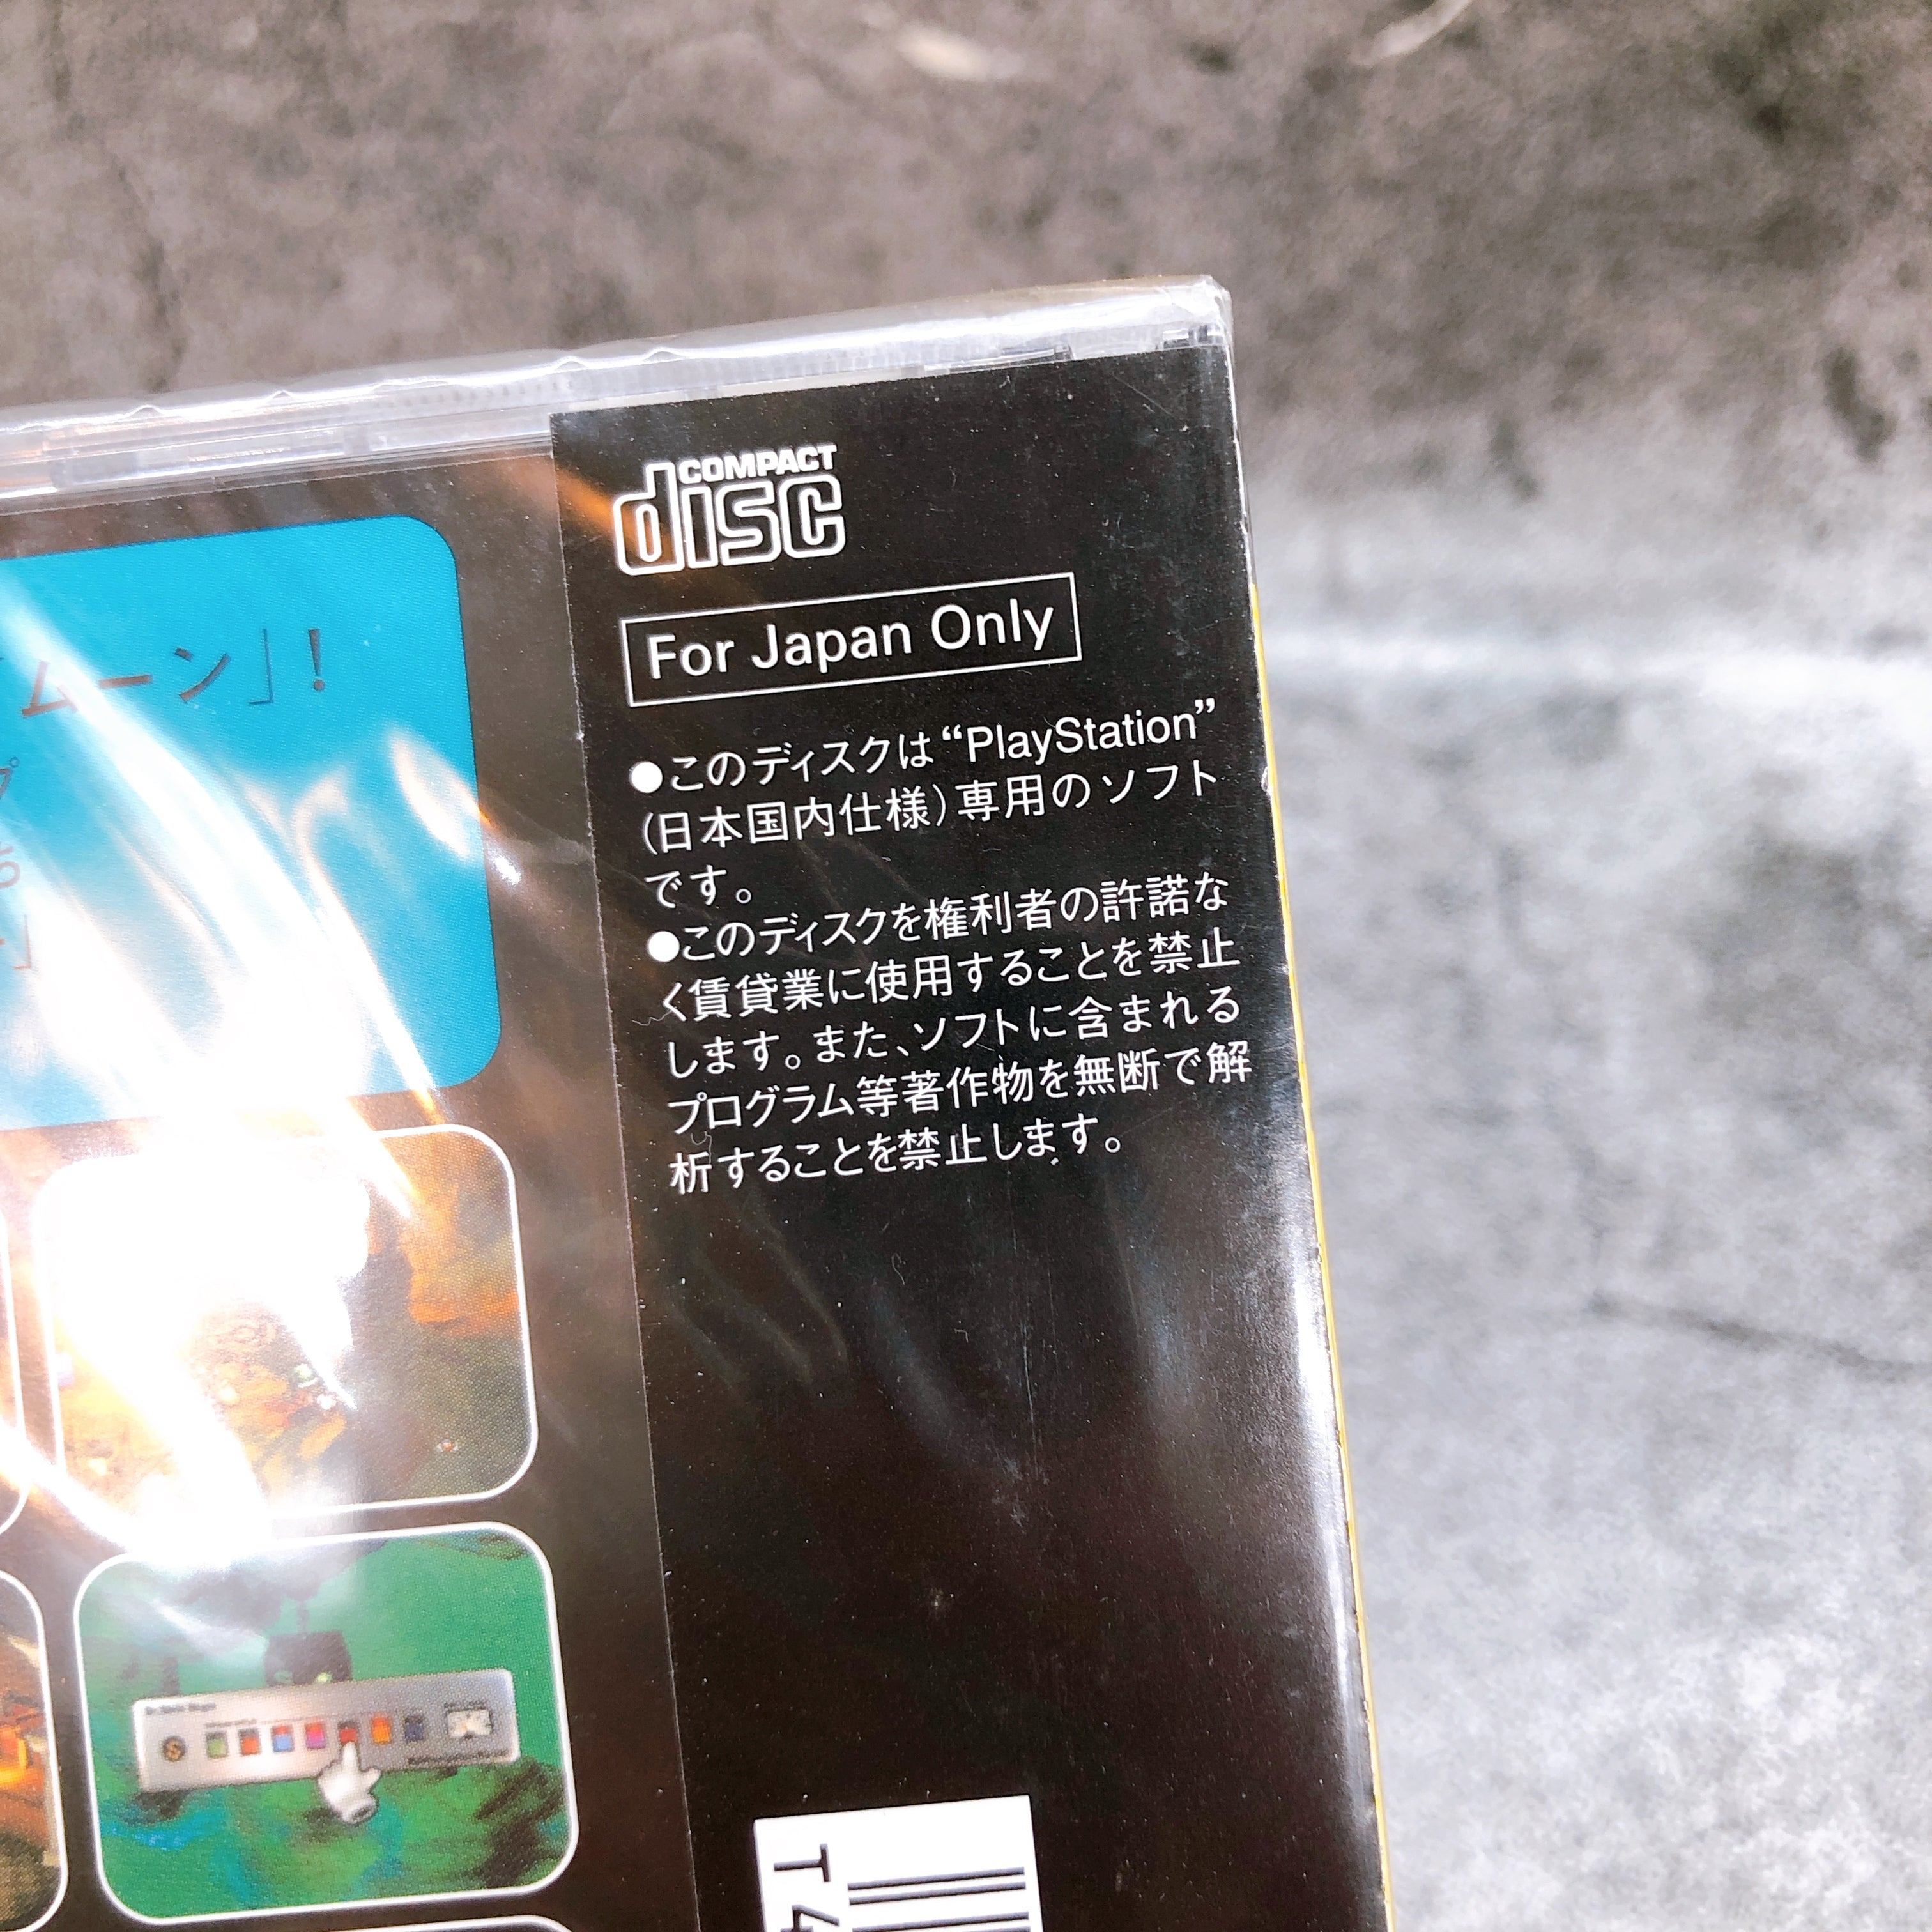 COMPACT
disc
For Japan Only
●このディスクは“PlayStation”
(日本国内仕様)専用のソフト
です。
●このディスクを権利者の許諾な
く賃貸業に使用することを禁止
します。また、ソフトに含まれる
プログラム等著作物を無断で解
析することを禁止します。
ムーン」!
T4